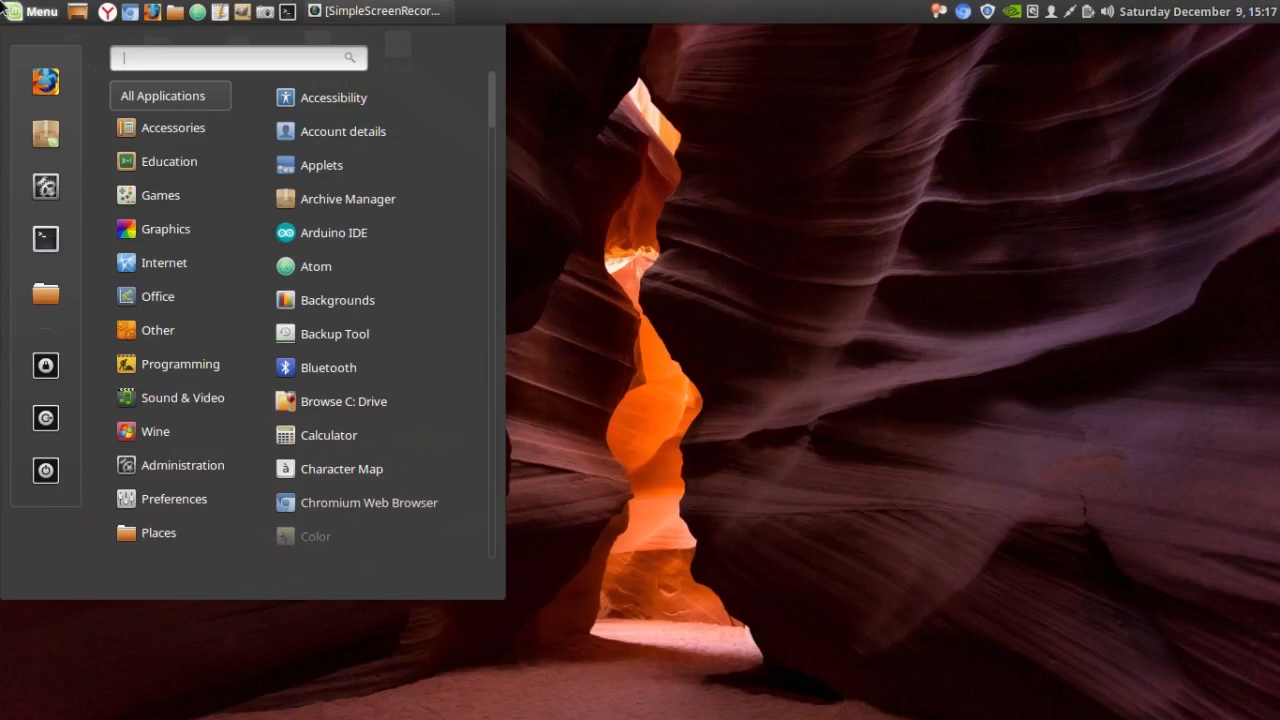 Menu
[SimpleScreenRecor...
Saturday December 9, 15:17
All Applications
Accessories
Education
Games
Graphics
Internet
Office
Other
Programming
Sound & Video
Wine
Administration
Preferences
Places
Accessibility
Account details
Applets
Archive Manager
Arduino IDE
Atom
Backgrounds
Backup Tool
Bluetooth
Browse C: Drive
Calculator
Character Map
Chromium Web Browser
Color